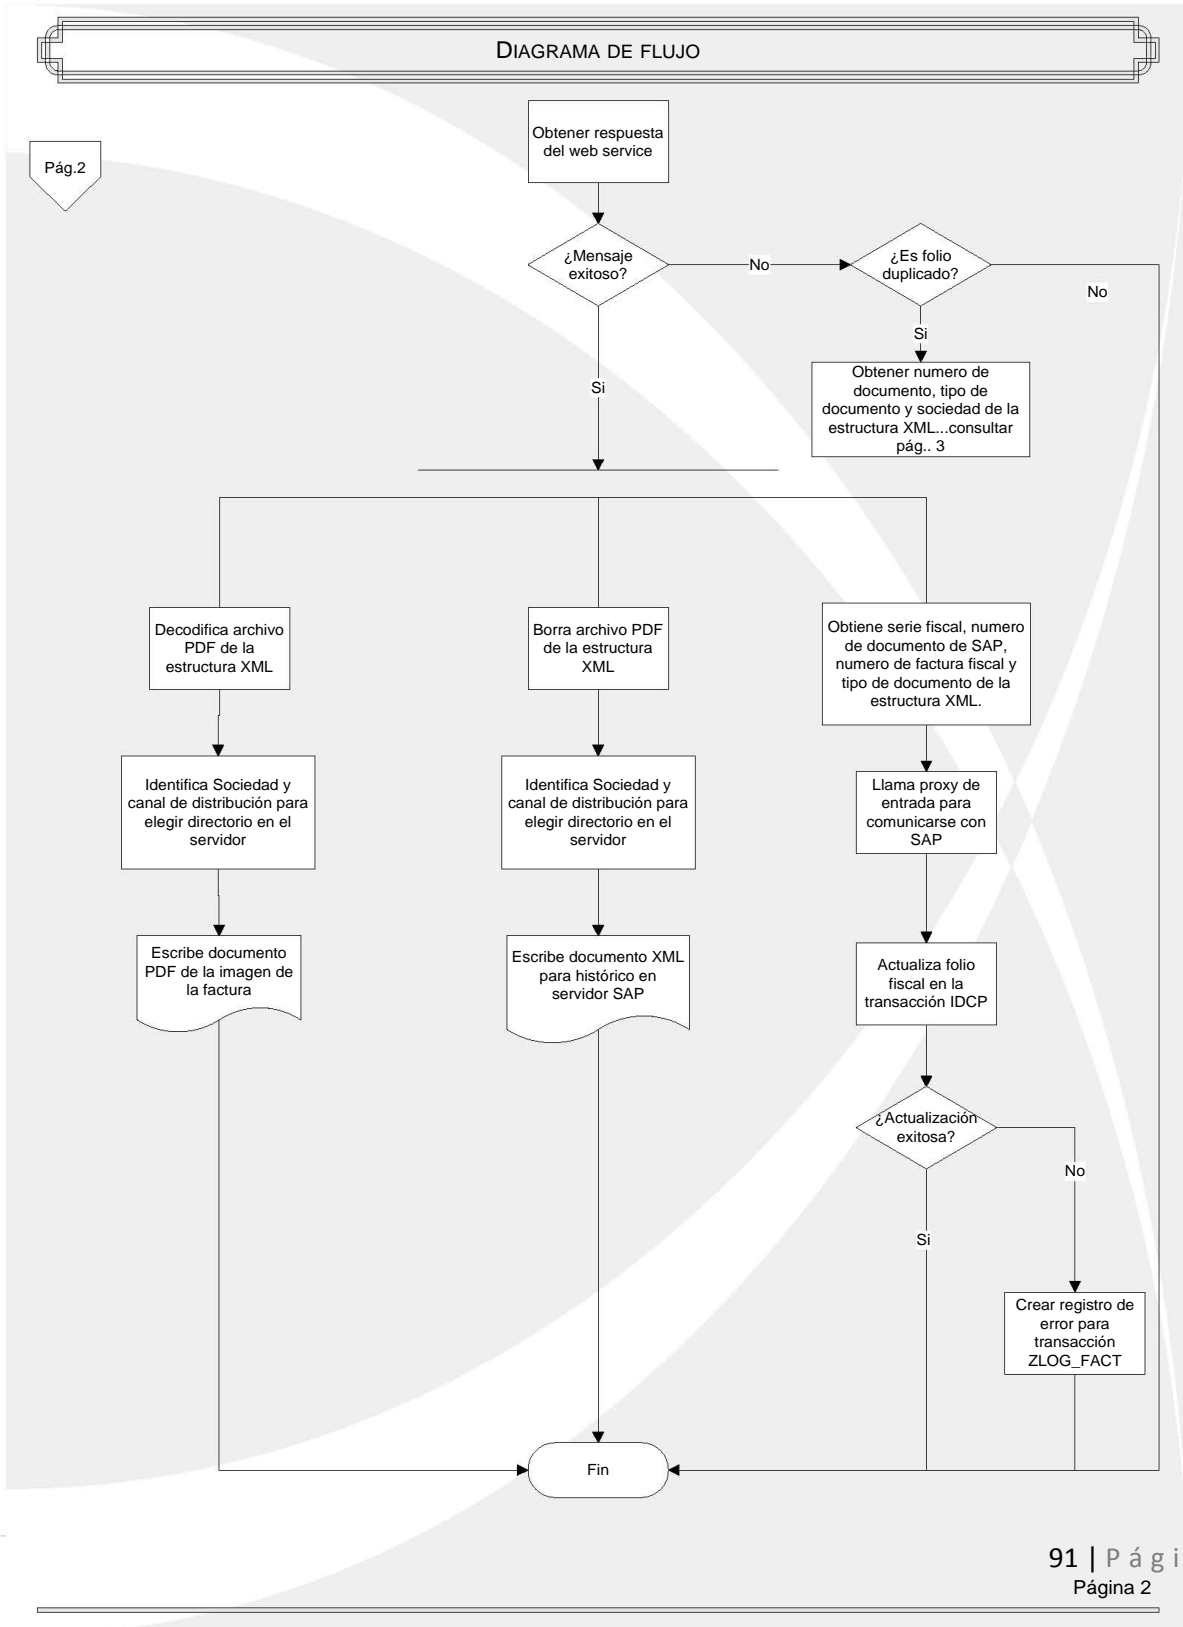 DIAGRAMA DE FLUJO
Pág.2
Obtener respuesta
del web service
¿Mensaje
exitoso?
No
¿Es folio
duplicado?
No
Si
Si
Obtener numero de
documento, tipo de
documento y sociedad de la
estructura XML...consultar
pág.. 3
Decodifica archivo
PDF de la
estructura XML
Borra archivo PDF
de la estructura
XML
Obtiene serie fiscal, numero
de documento de SAP,
numero de factura fiscal y
tipo de documento de la
estructura XML.
Identifica Sociedad y
canal de distribución para
elegir directorio en el
servidor
Identifica Sociedad y
canal de distribución para
elegir directorio en el
servidor
Llama proxy de
entrada para
comunicarse con
SAP
Escribe documento
PDF de la imagen de
la factura
Escribe documento XML
para histórico en
servidor SAP
Actualiza folio
fiscal en la
transacción IDCP
¿Actualización
exitosa?
No
Si
Crear registro de
error para
transacción
ZLOG_FACT
Fin
91 | P á g i
Página 2